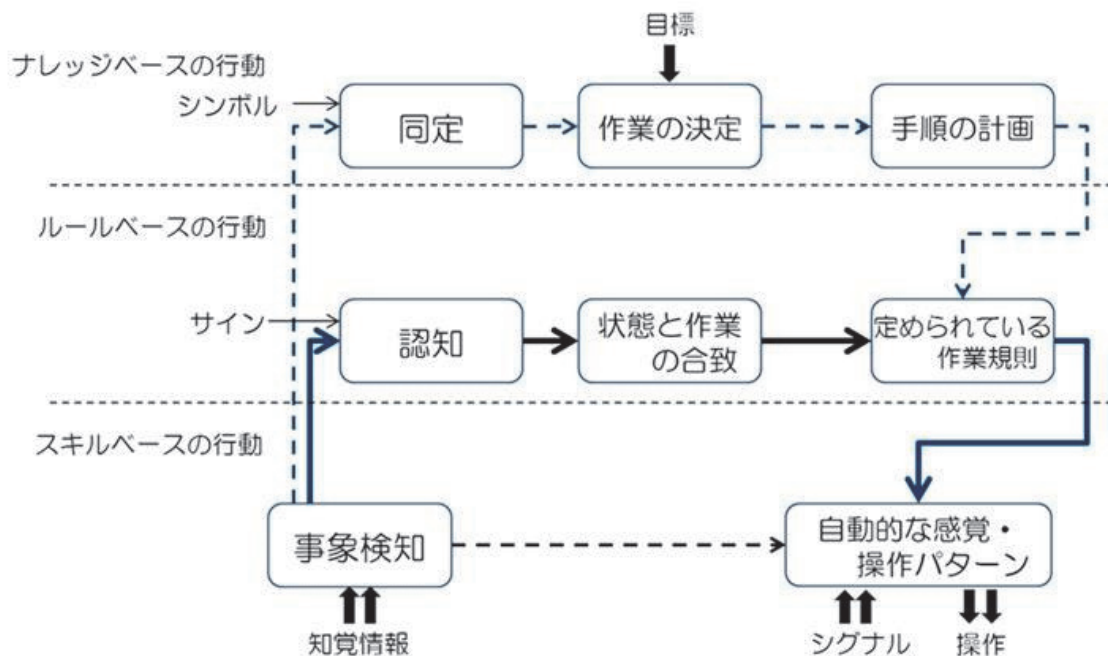 目標
ナレッジベースの行動
シンボル
同定
作業の決定
手順の計画
ルールベースの行動
サイン
認知
状態と作業
の合致
定められている
作業規則
スキルベースの行動
事象検知
自動的な感覚・
操作パターン
知覚情報
シグナル
操作